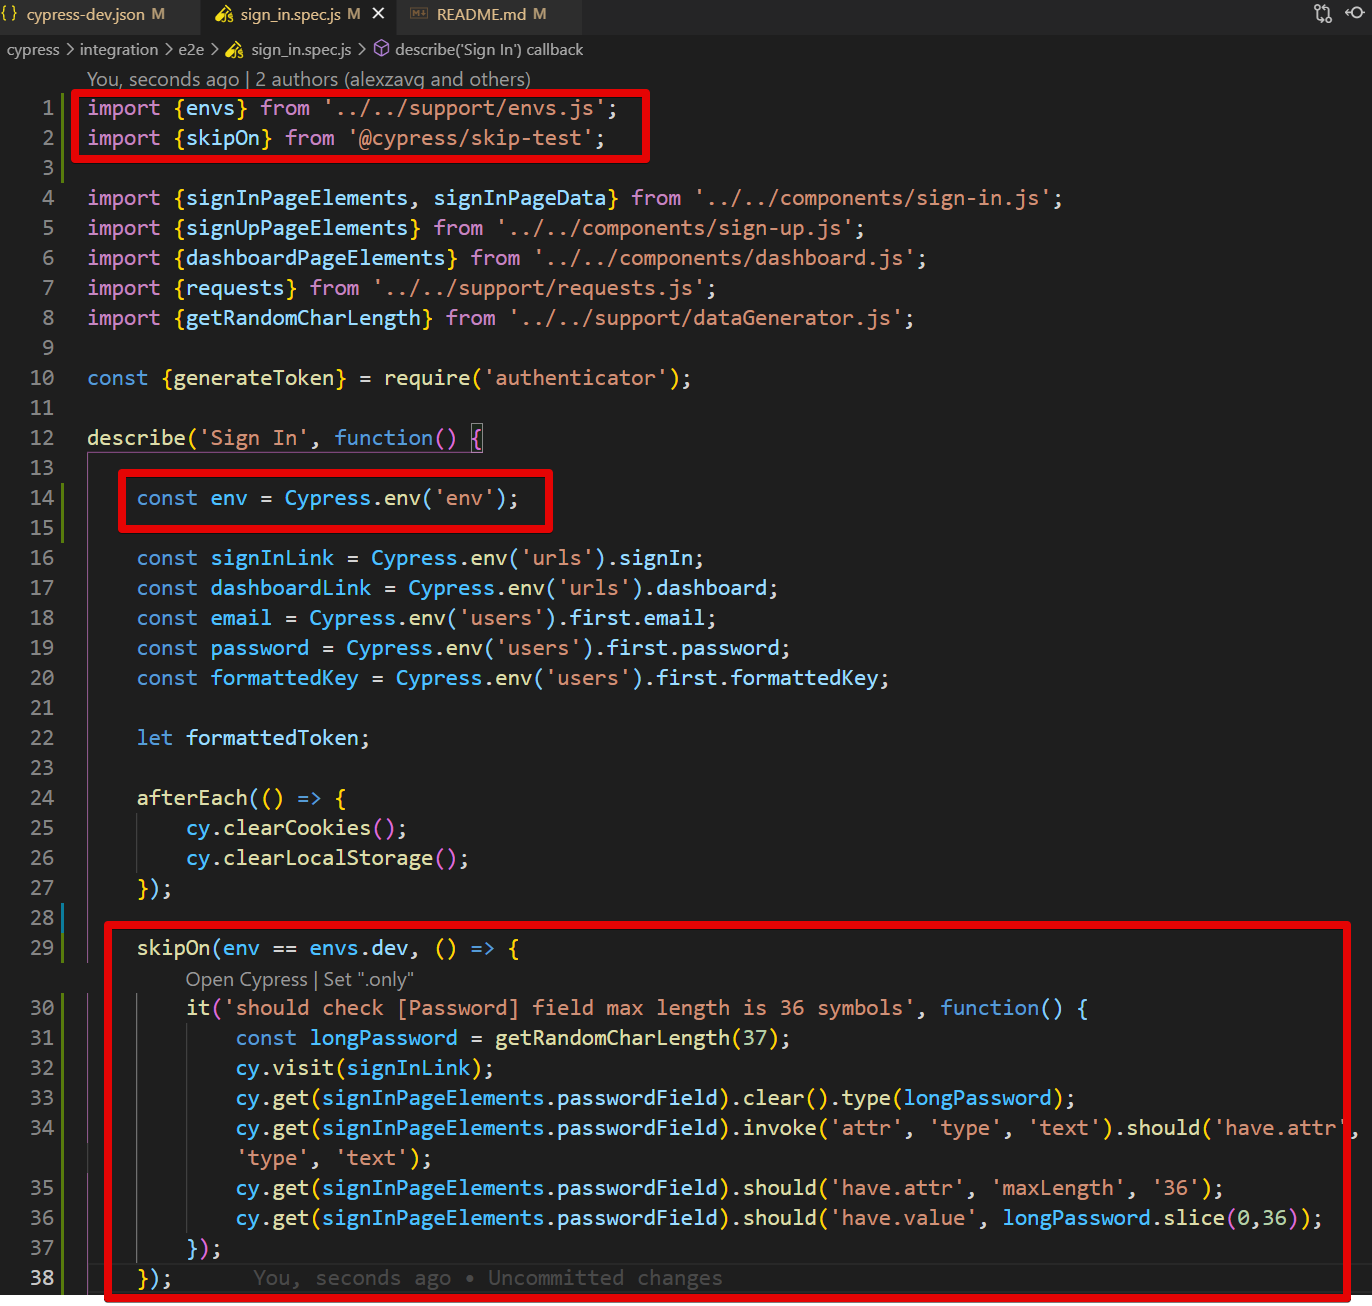 {} cypress-dev.json M sign_in.spec.js M × README.md M
cypress > integration > e2e > sign_in.spec.js > describe('Sign In') callback
You, seconds ago | 2 authors (alexzavg and others)
1 import {envs} from '../../support/envs.js';
2 import {skipOn} from '@cypress/skip-test';
3
4 import {signInPageElements, signInPageData} from '../../components/sign-in.js';
5 import {signUpPageElements} from '../../components/sign-up.js';
6 import {dashboardPageElements} from '../../components/dashboard.js';
7 import {requests} from '../../support/requests.js';
8 import {getRandomCharLength} from '../../support/dataGenerator.js';
9
10 const {generateToken} = require('authenticator');
11
12 describe('Sign In', function() {
13
14 const env = Cypress.env('env');
15
16 const signInLink = Cypress.env('urls').signIn;
17 const dashboardLink = Cypress.env('urls').dashboard;
18 const email = Cypress.env('users').first.email;
19 const password = Cypress.env('users').first.password;
20 const formattedKey = Cypress.env('users').first.formattedKey;
21
22 let formattedToken;
23
24 afterEach(() => {
25 cy.clearCookies();
26 cy.clearLocalStorage();
27 });
28
29 skipOn(env == envs.dev, () => {
Open Cypress | Set ".only"
30 it('should check [Password] field max length is 36 symbols', function() {
31 const longPassword = getRandomCharLength(37);
32 cy.visit(signInLink);
33 cy.get(signInPageElements.passwordField).clear().type(longPassword);
34 cy.get(signInPageElements.passwordField).invoke('attr', 'type', 'text').should('have.attr',
'type', 'text');
35 cy.get(signInPageElements.passwordField).should('have.attr', 'maxLength', '36');
36 cy.get(signInPageElements.passwordField).should('have.value', longPassword.slice(0,36));
37 });
38 }); You, seconds ago • Uncommitted changes